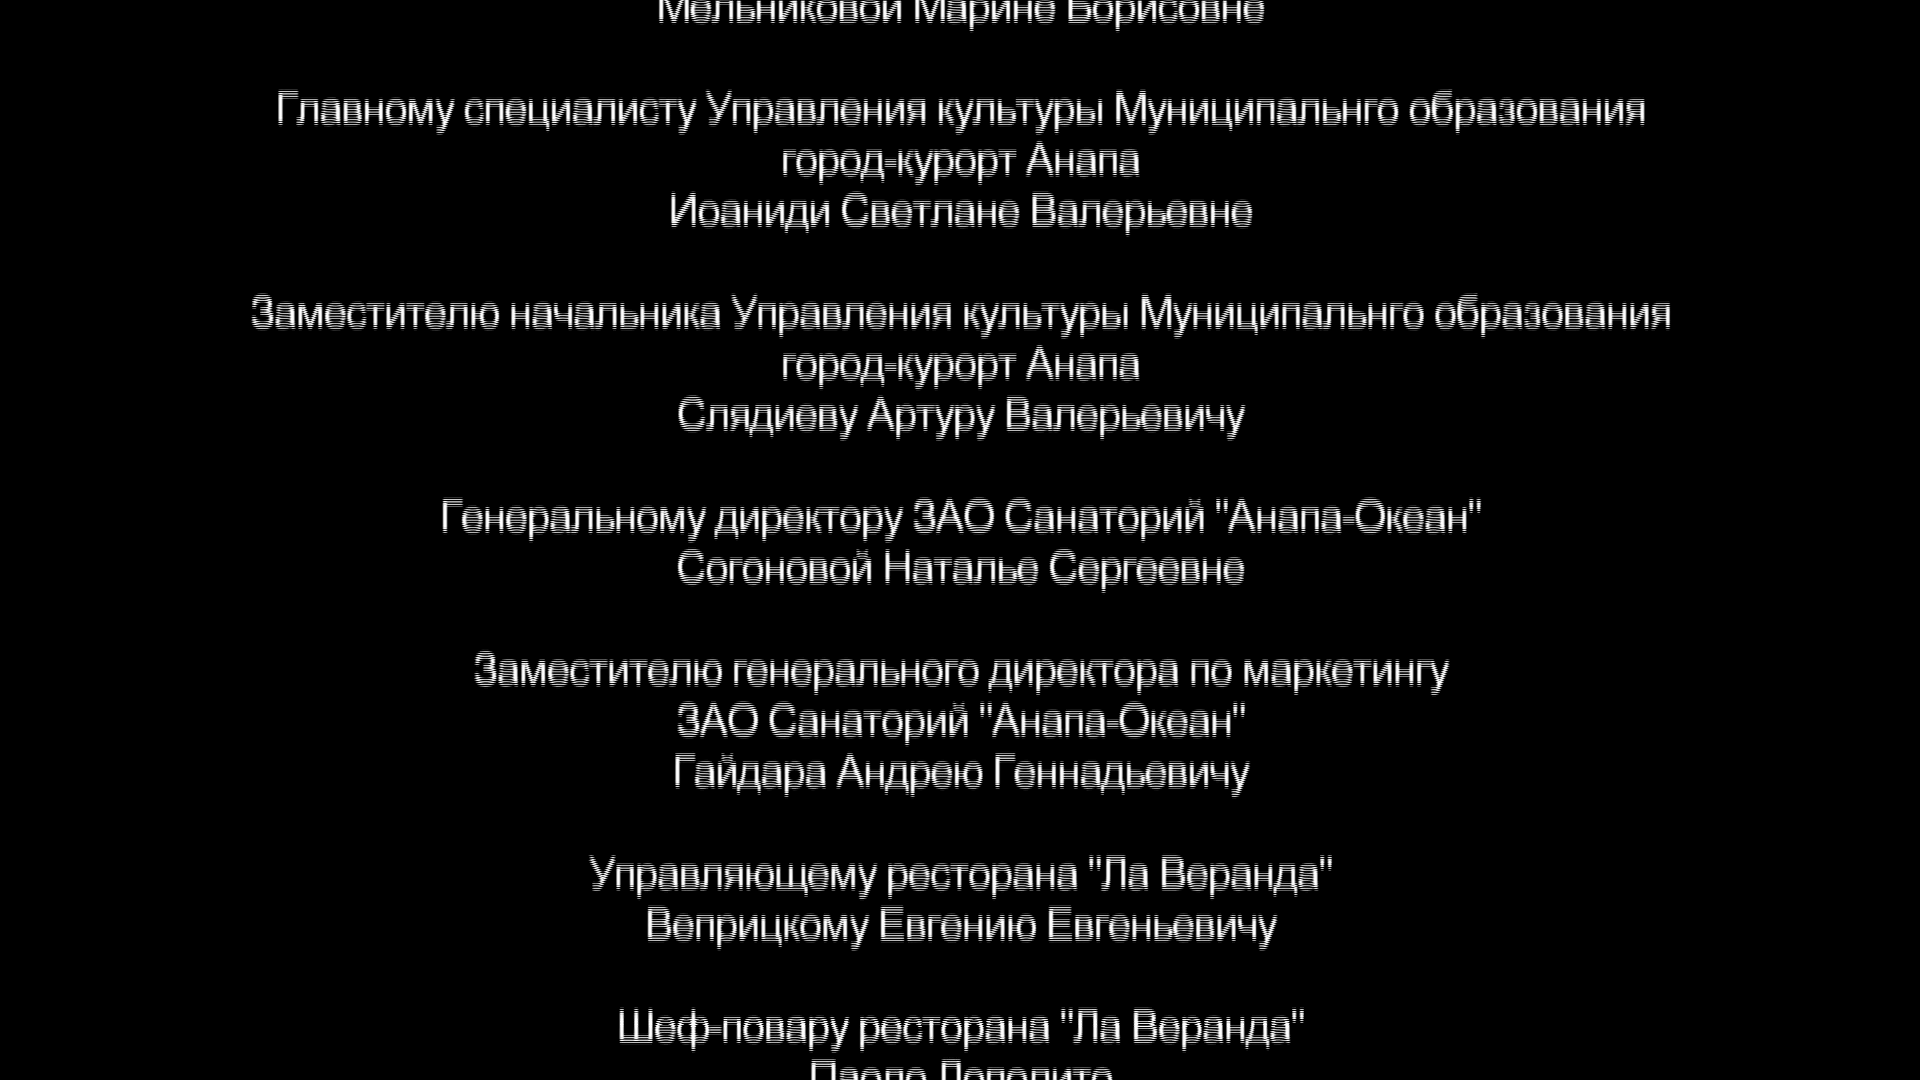 Мельниковой Марине Борисовне
Главному специалисту Управления культуры Муниципальнго образования
город-курорт Анапа
Иоаниди Светлане Валерьевне
Заместителю начальника Управления культуры Муниципальнго образования
город-курорт Анапа
Слядиеву Артуру Валерьевичу
Генеральному директору ЗАО Санаторий "Анапа-Океан"
Согоновой Наталье Сергеевне
Заместителю генерального директора по маркетингу
ЗАО Санаторий "Анапа-Океан"
Гайдара Андрею Геннадьевичу
Управляющему ресторана "Ла Веранда"
Веприцкому Евгению Евгеньевичу
Шеф-повару ресторана "Ла Веранда"